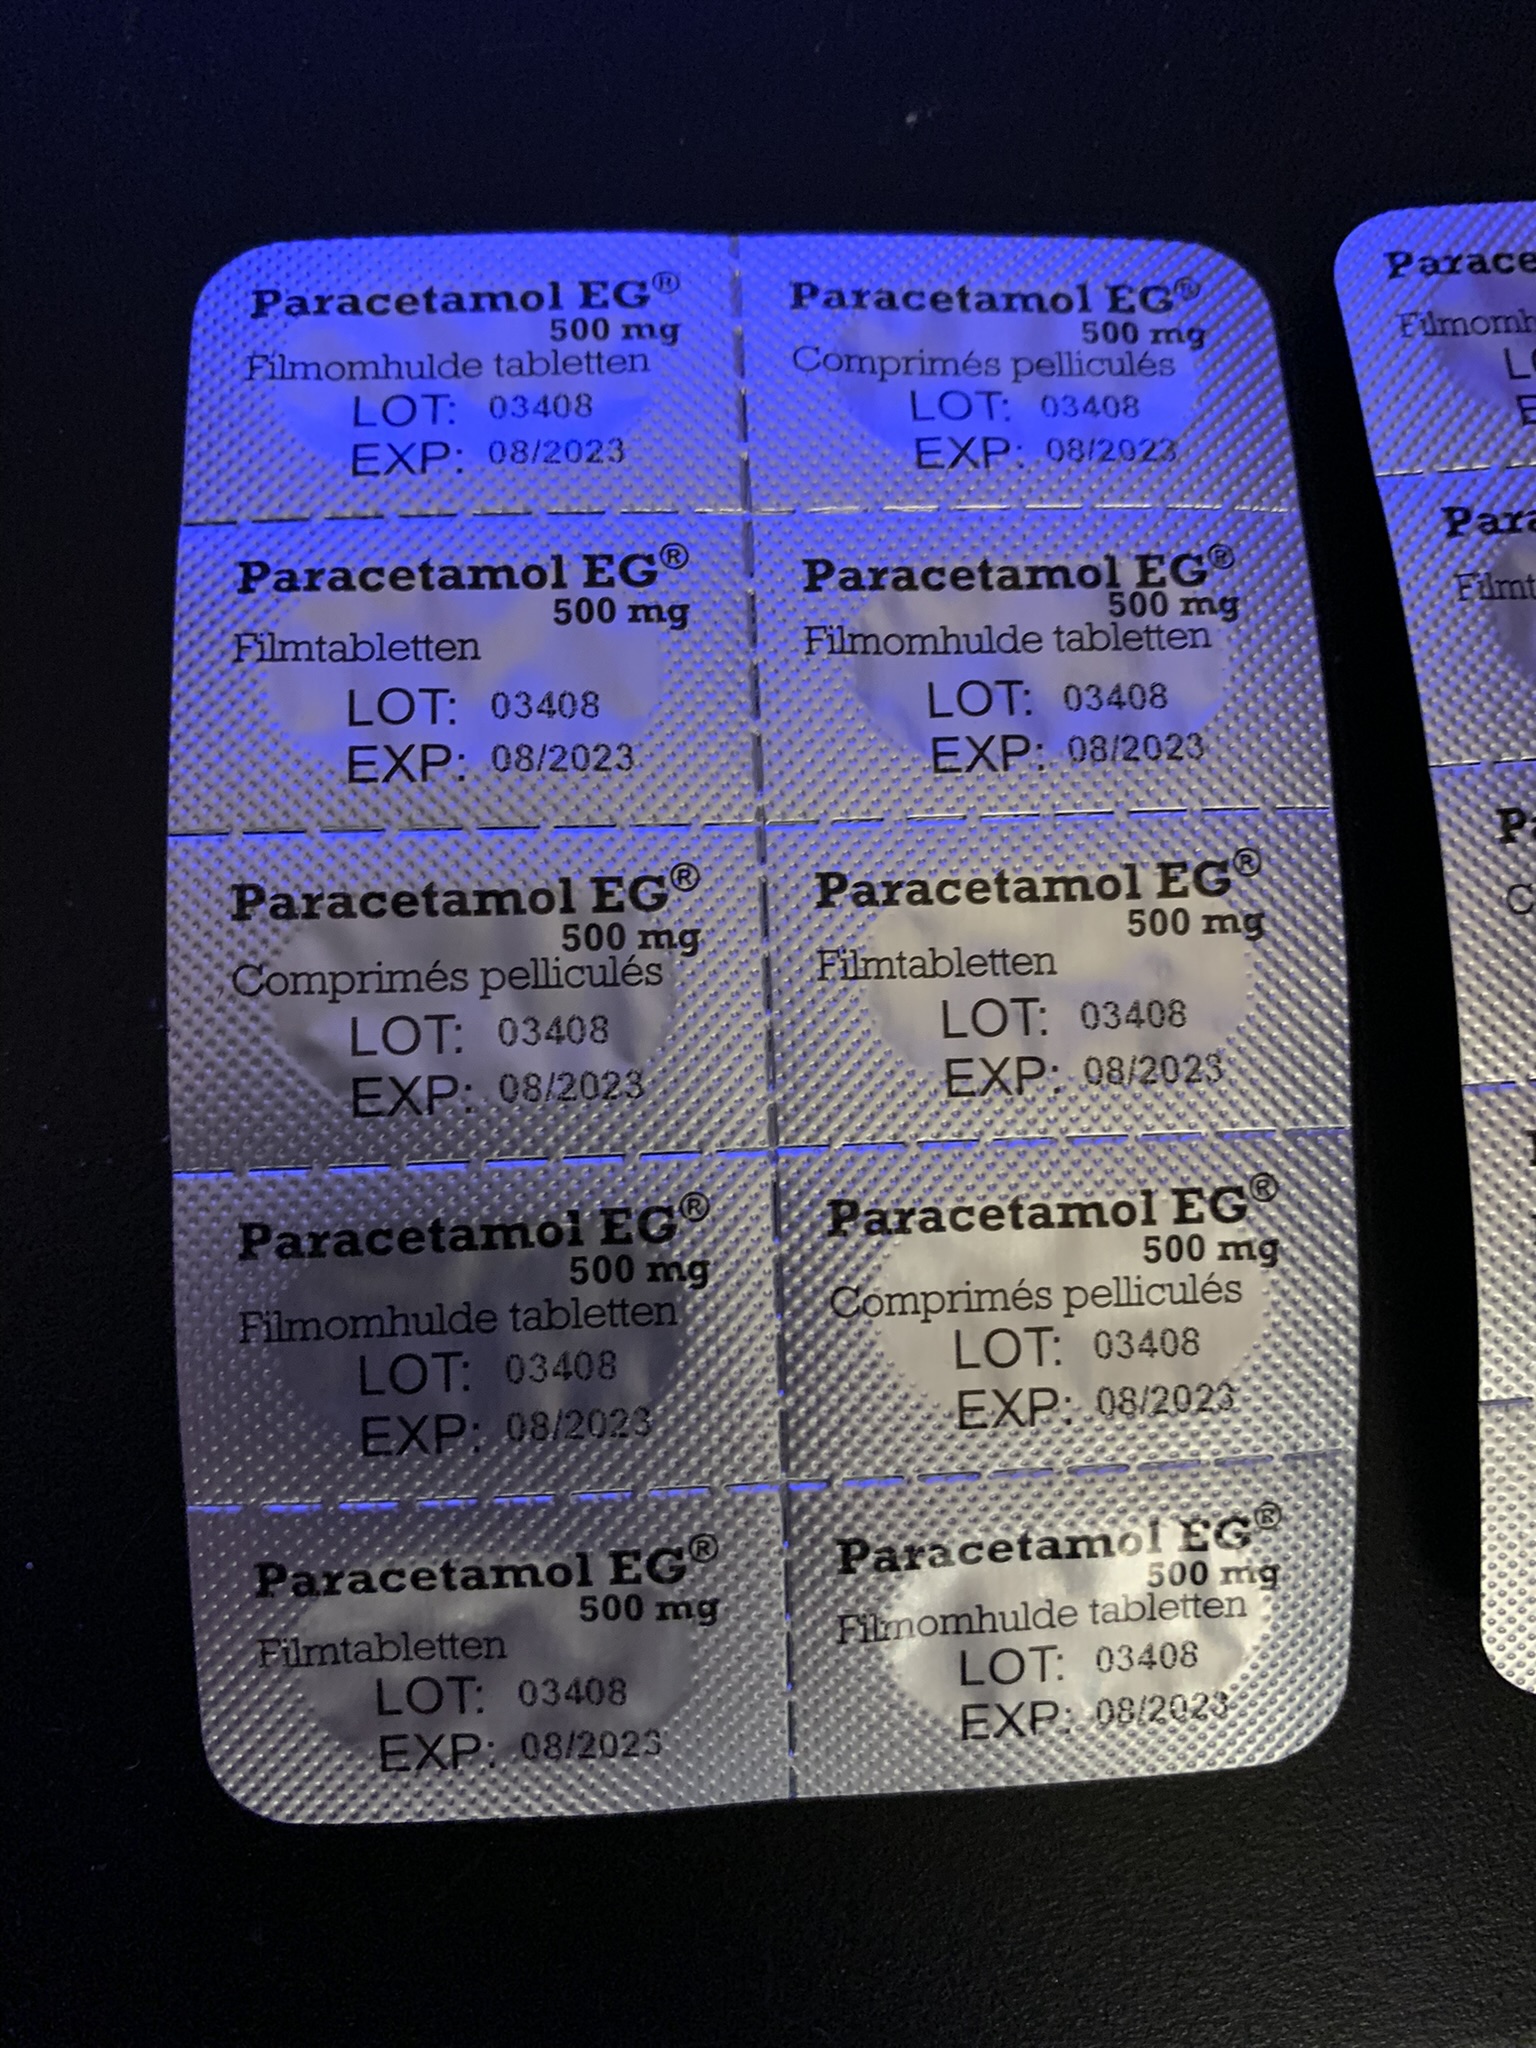 Paracetamol EG®
500 mg
Filmomhulde tabletten
LOT: 03408
EXP: 08/2023
Paracetamol EG®
500 mg
Comprimés pelliculés
LOT: 03408
EXP: 08/2023
Paracetamol EG®
500 mg
Filmtabletten
LOT: 03408
EXP: 08/2023
Paracetamol EG®
500 mg
Filmomhulde tabletten
LOT: 03408
EXP: 08/2023
Paracetamol EG®
500 mg
Comprimés pelliculés
LOT: 03408
EXP: 08/2023
Paracetamol EG®
500 mg
Filmtabletten
LOT: 03408
EXP: 08/2023
Paracetamol EG®
500 mg
Filmomhulde tabletten
LOT: 03408
EXP: 08/2023
Paracetamol EG®
500 mg
Comprimés pelliculés
LOT: 03408
EXP: 08/2023
Paracetamol EG®
500 mg
Filmtabletten
LOT: 03408
EXP: 08/2023
Paracetamol EG®
500 mg
Filmomhulde tabletten
LOT: 03408
EXP: 08/2023